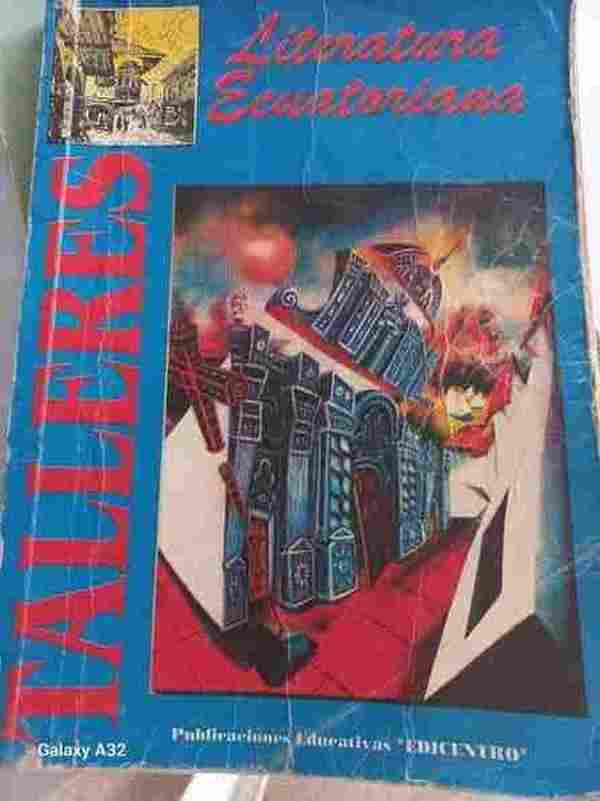 Literatura
Ecuatoriana
TALLERES
Publicaciones Educativas "EDICENTRO"
Galaxy A32